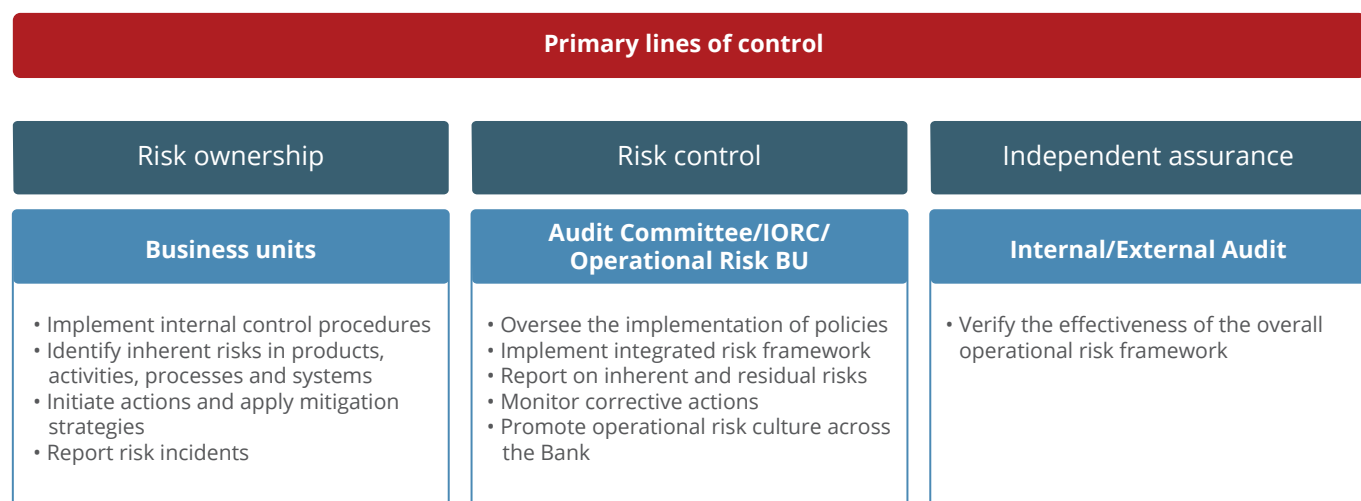 Primary lines of control
Risk ownership
Business units
• Implement internal control procedures
• Identify inherent risks in products,
activities, processes and systems
• Initiate actions and apply mitigation
strategies
• Report risk incidents
Risk control
Audit Committee/IORC/
Operational Risk BU
• Oversee the implementation of policies
• Implement integrated risk framework
• Report on inherent and residual risks
• Monitor corrective actions
• Promote operational risk culture across
the Bank
Independent assurance
Internal/External Audit
• Verify the effectiveness of the overall
operational risk framework